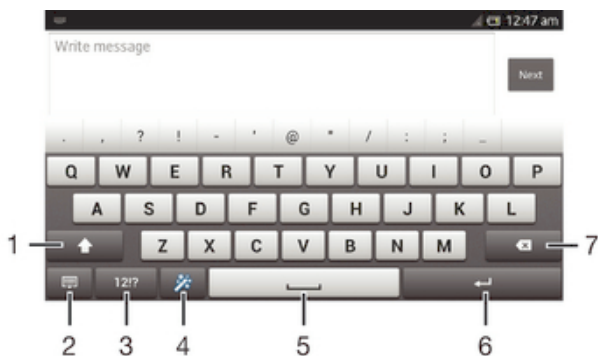 12:47 am
Write message
Next
. , ? ! - ' @ " / : ; _
Q W E R T Y U I O P
A S D F G H J K L
1 Z X C V B N M 7
12!?
2 3 4 5 6